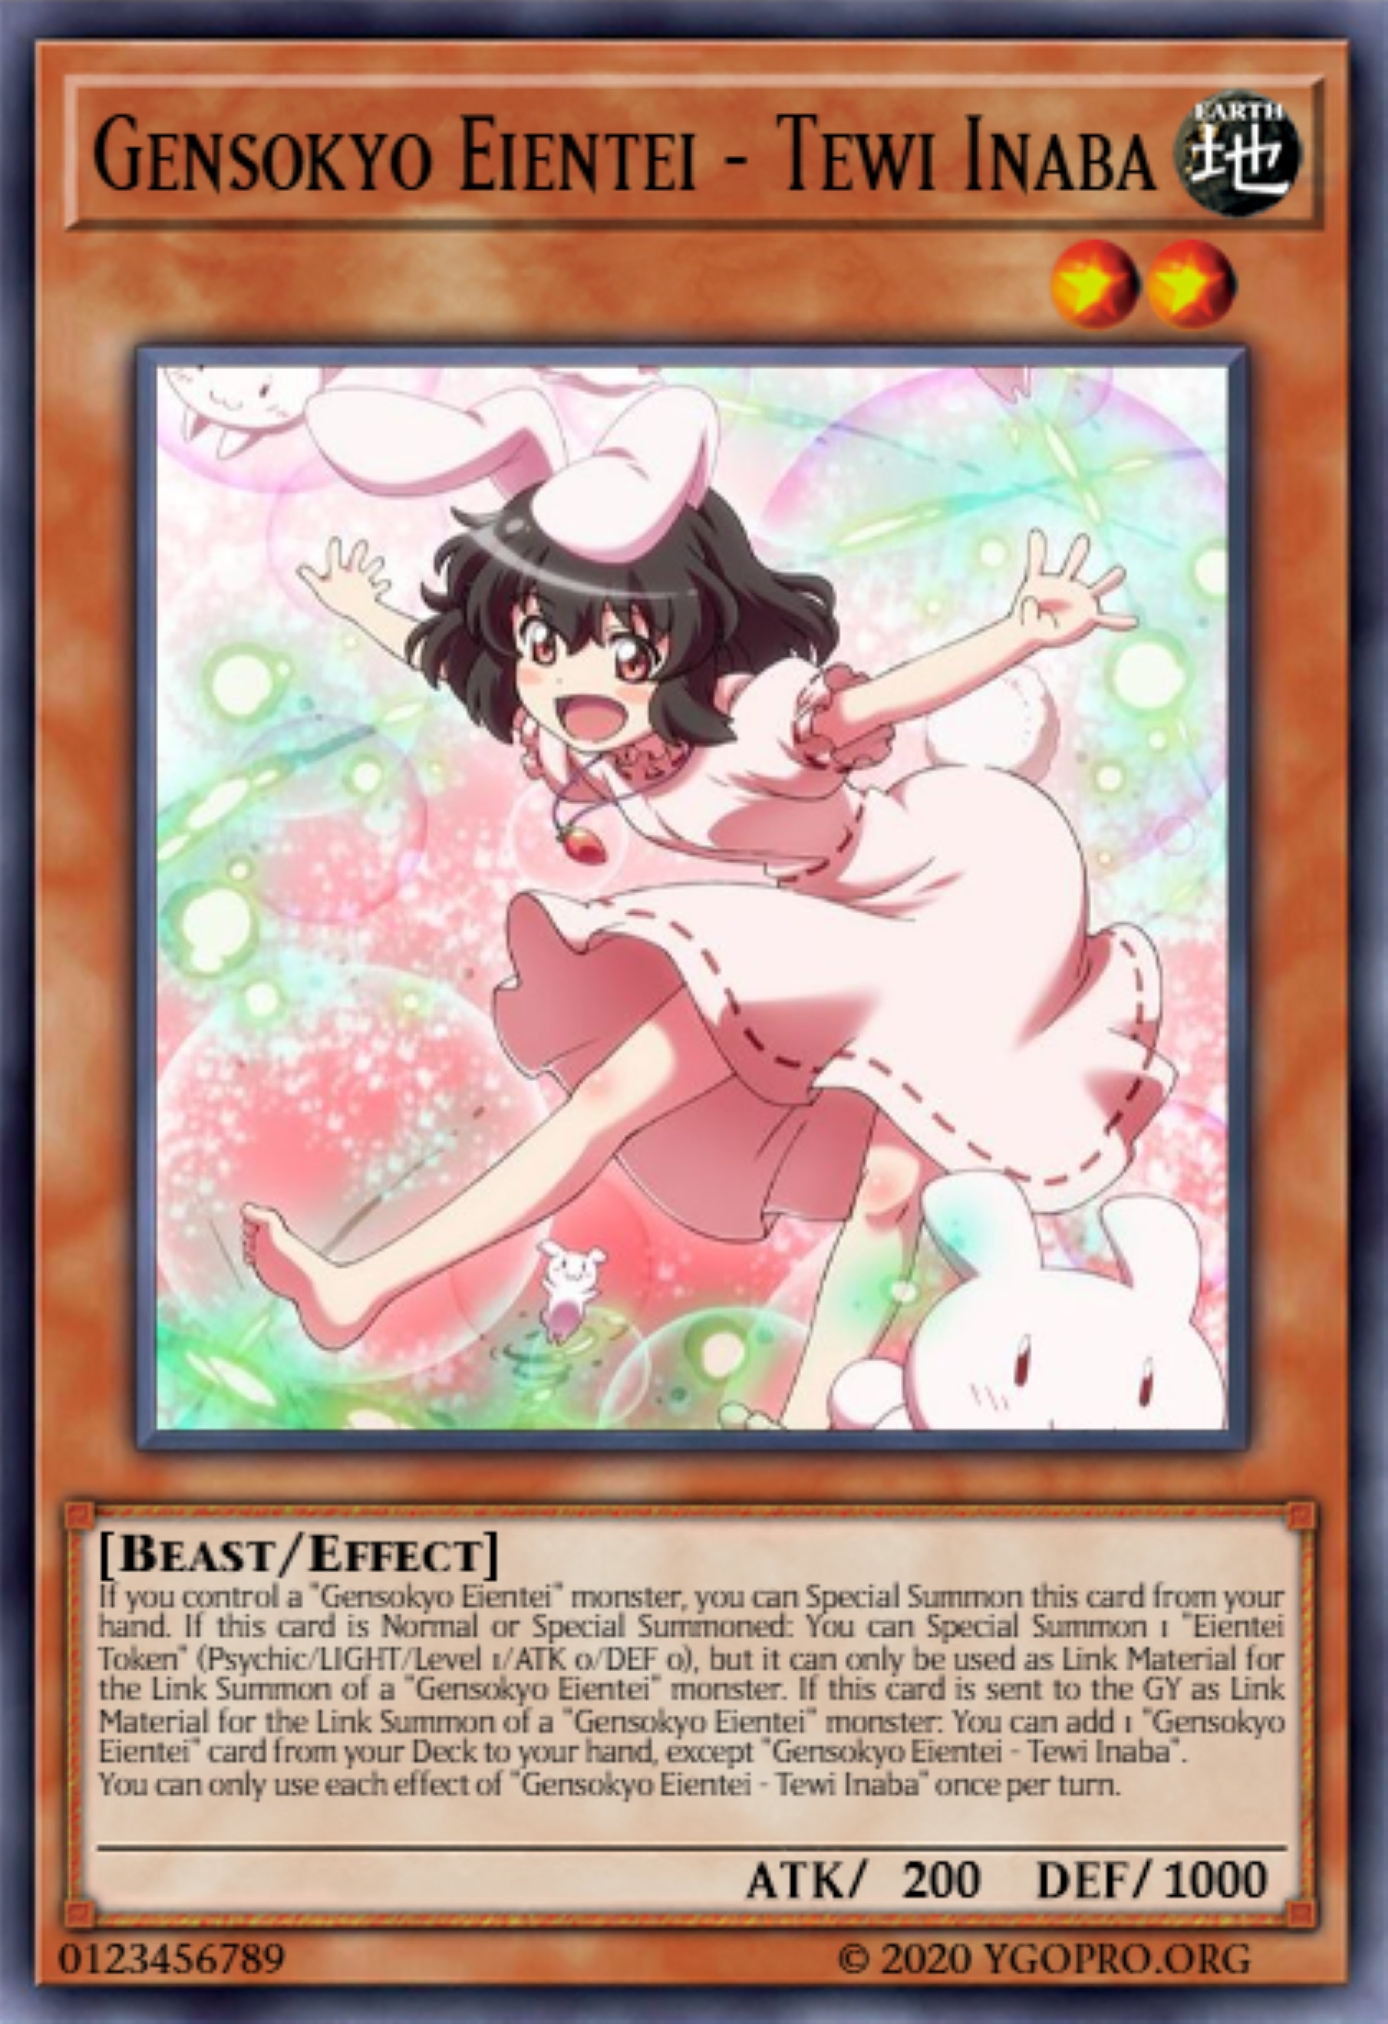 GENSOKYO EIENTEI - TEWI INABA
EARTH
地
[BEAST/EFFECT]
If you control a "Gensokyo Eientei" monster, you can Special Summon this card from your
hand. If this card is Normal or Special Summoned: You can Special Summon 1 "Eientei
Token" (Psychic/LIGHT/Level 1/ATK 0/DEF 0), but it can only be used as Link Material for
the Link Summon of a "Gensokyo Eientei" monster. If this card is sent to the GY as Link
Material for the Link Summon of a "Gensokyo Eientei" monster: You can add 1 "Gensokyo
Eientei" card from your Deck to your hand, except "Gensokyo Eientei - Tewi Inaba".
You can only use each effect of "Gensokyo Eientei - Tewi Inaba" once per turn.
ATK/ 200 DEF/1000
0123456789
© 2020 YGOPRO.ORG